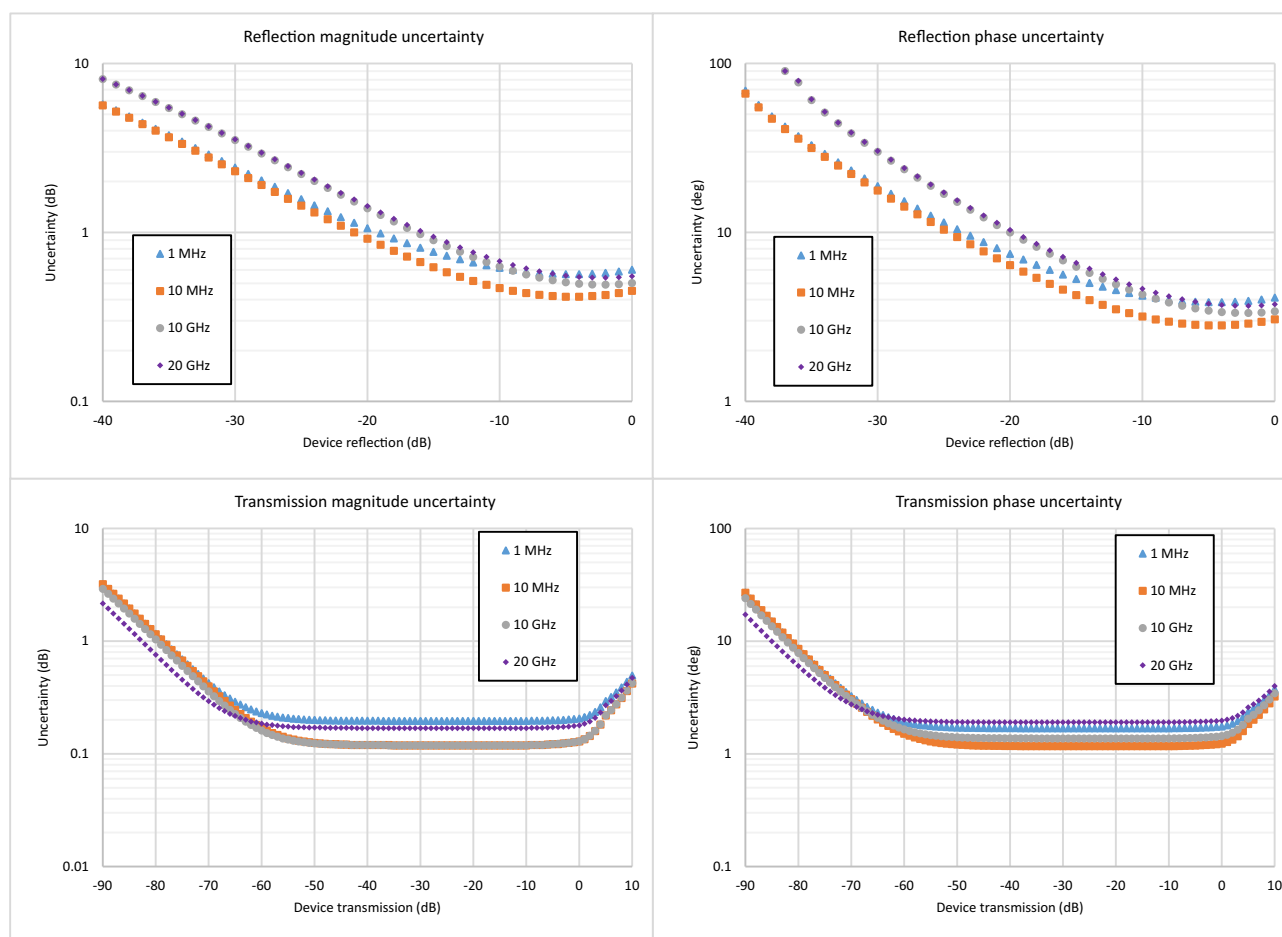 Reflection magnitude uncertainty
10
1
0.1
Uncertainty (dB)
1 MHz
10 MHz
10 GHz
20 GHz
-40 -30 -20 -10 0
Device reflection (dB)
Reflection phase uncertainty
100
10
1
Uncertainty (deg)
1 MHz
10 MHz
10 GHz
20 GHz
-40 -30 -20 -10 0
Device reflection (dB)
Transmission magnitude uncertainty
10
1
0.1
0.01
Uncertainty (dB)
1 MHz
10 MHz
10 GHz
20 GHz
-90 -80 -70 -60 -50 -40 -30 -20 -10 0 10
Device transmission (dB)
Transmission phase uncertainty
100
10
1
0.1
Uncertainty (deg)
1 MHz
10 MHz
10 GHz
20 GHz
-90 -80 -70 -60 -50 -40 -30 -20 -10 0 10
Device transmission (dB)